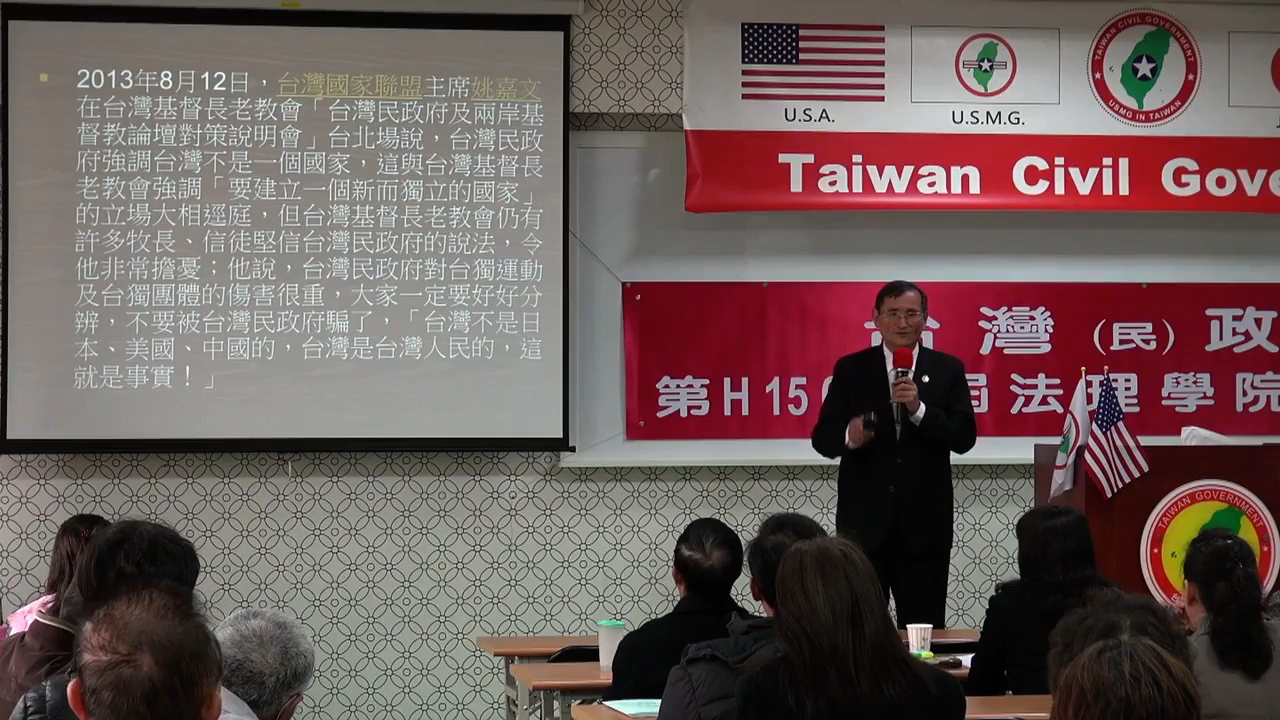 2013年8月12日，台灣國家聯盟主席姚嘉文
在台灣基督長老教會「台灣民政府及兩岸基
督教論壇對策說明會」台北場說，台灣民政
府強調台灣不是一個國家，這與台灣基督長
老教會強調「要建立一個新而獨立的國家」
的立場大相逕庭，但台灣基督長老教會仍有
許多牧長、信徒堅信台灣民政府的說法，令
他非常擔憂；他說，台灣民政府對台獨運動
及台獨團體的傷害很重，大家一定要好好分
辨，不要被台灣民政府騙了，「台灣不是日
本、美國、中國的，台灣是台灣人民的，這
就是事實！」
U.S.A.
U.S.M.G.
TAIWAN CIVIL GOVERNMENT
USMG IN TAIWAN
Taiwan Civil Gove
台灣(民)政
第H15
屆法理學院
TAIWAN GOVERNMENT